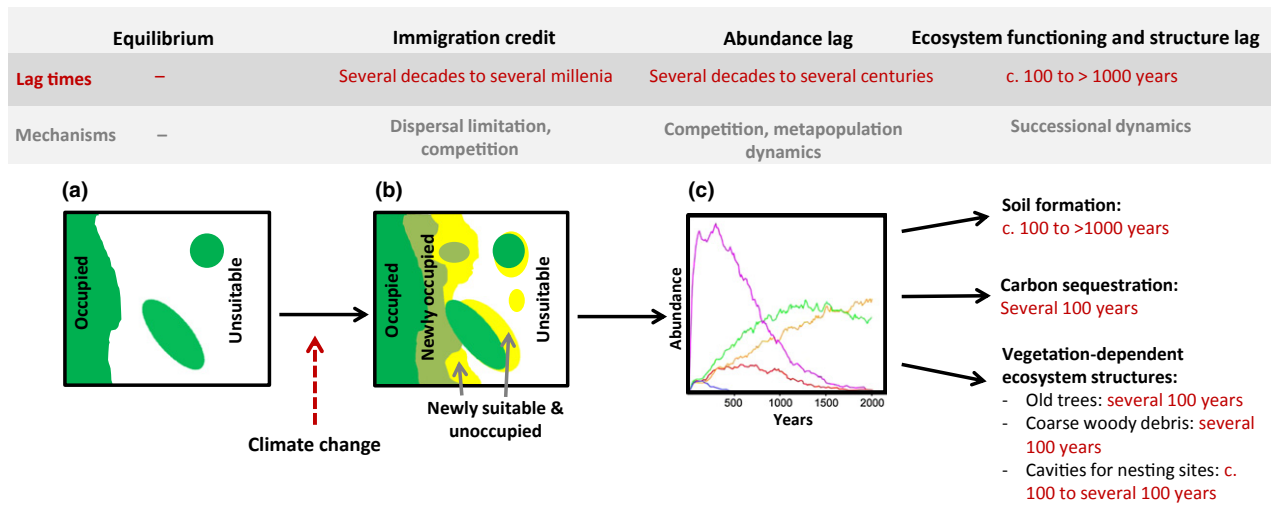 Equilibrium
Immigration credit
Abundance lag
Ecosystem functioning and structure lag
Lag times
–
Several decades to several millenia
Several decades to several centuries
c. 100 to > 1000 years
Mechanisms
–
Dispersal limitation,
competition
Competition, metapopulation
dynamics
Successional dynamics
(a)
Occupied
Unsuitable
Climate change
(b)
Occupied
Newly occupied
Unsuitable
Newly suitable &
unoccupied
(c)
Abundance
500
1000
1500
2000
Years
Soil formation:
c. 100 to >1000 years
Carbon sequestration:
Several 100 years
Vegetation-dependent
ecosystem structures:
- Old trees: several 100 years
- Coarse woody debris: several
100 years
- Cavities for nesting sites: c.
100 to several 100 years